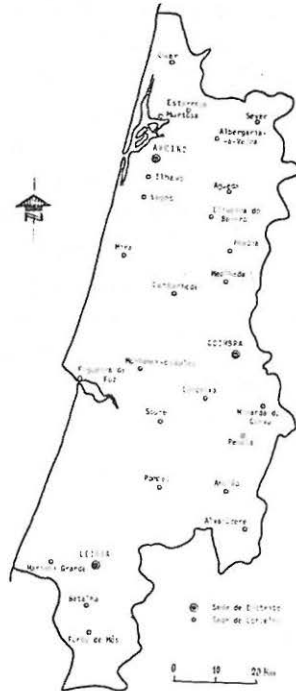 Ovar
Estarreja
Murtosa
Sever
Albergaria-
-a-Velha
AVEIRO
Ilhavo
Vagos
Agueda
Oliveira do
Bairro
Anadia
Mira
Mealhada
Cantanhede
COIMBRA
Montemor-o-Velho
Figueira da
Foz
Condeixa
Miranda do
Corvo
Soure
Penela
Pombal
Ansião
Alvaiázere
LEIRIA
Marinha Grande
Sede de Distrito
Sede de Concelho
Batalha
Porto de Mós
0 10 20 Km